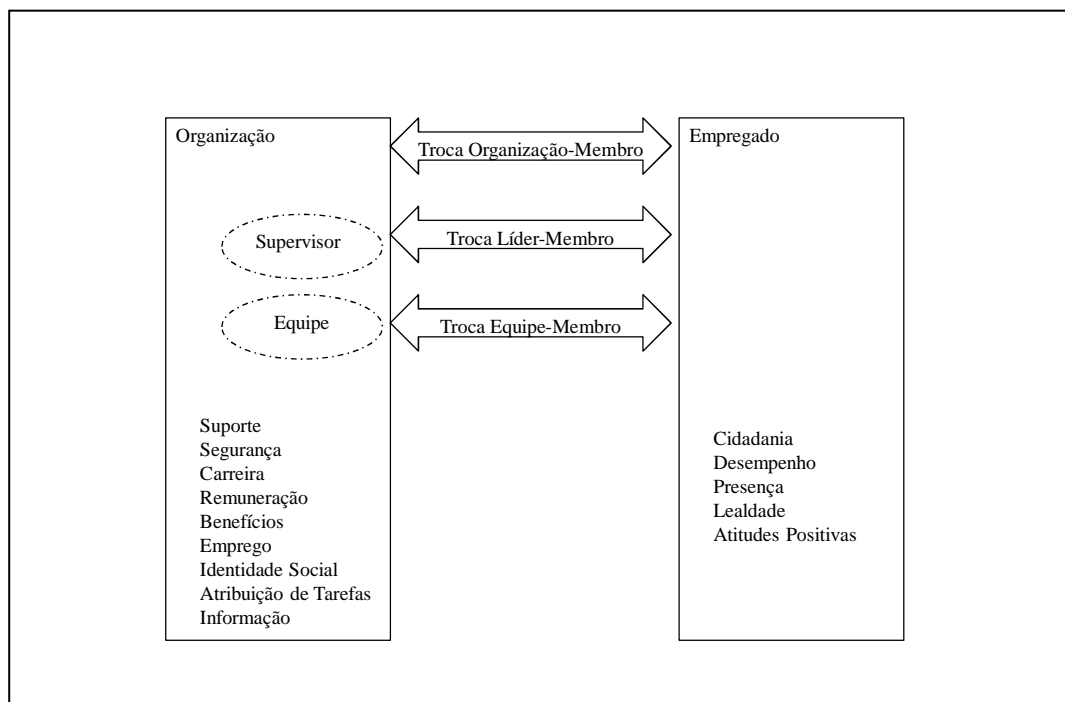 Organização
Troca Organização-Membro
Empregado
Supervisor
Troca Líder-Membro
Equipe
Troca Equipe-Membro
Suporte
Segurança
Carreira
Remuneração
Benefícios
Emprego
Identidade Social
Atribuição de Tarefas
Informação
Cidadania
Desempenho
Presença
Lealdade
Atitudes Positivas